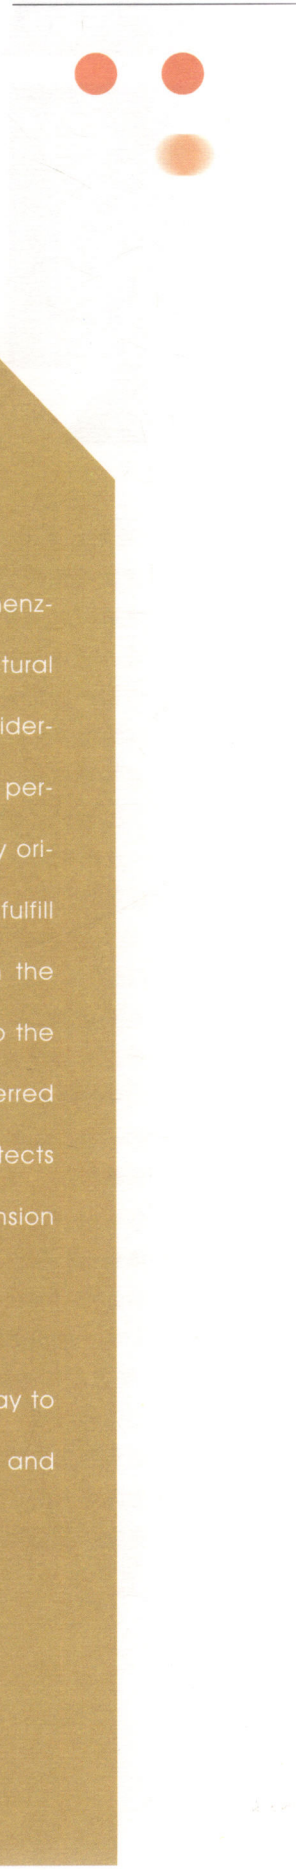 enz-
tural
ider-
per-
y ori-
fulfill
the
o the
erred
tects
nsion
ay to
and